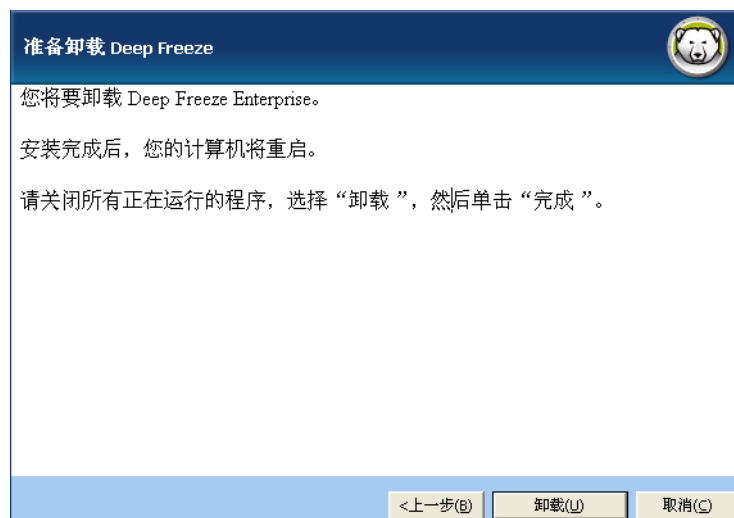 准备卸载 Deep Freeze
您将要卸载 Deep Freeze Enterprise。
安装完成后，您的计算机将重启。
请关闭所有正在运行的程序，选择“卸载 ”，然后单击“完成 ”。
<上一步(B)
卸载(U)
取消(C)